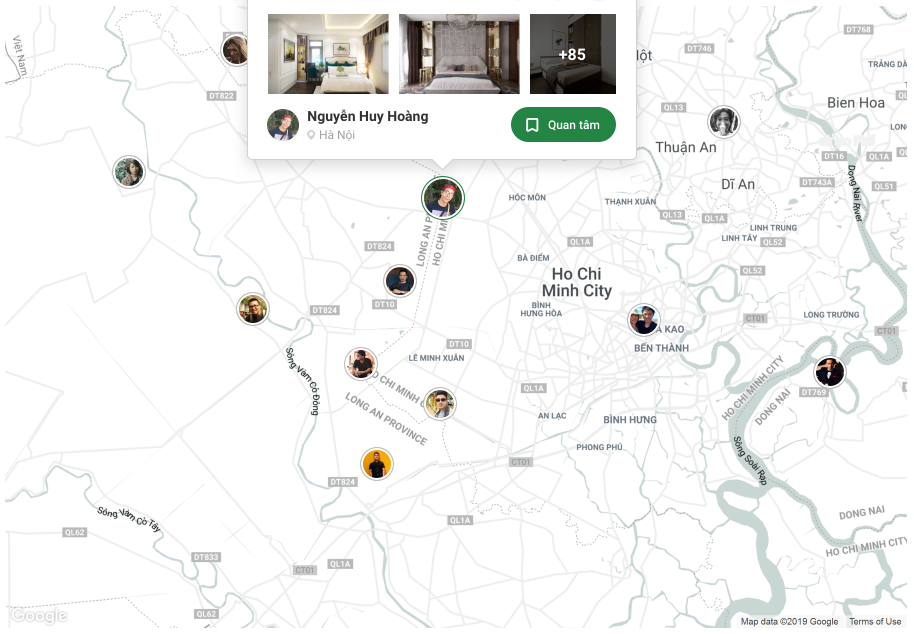 +85
Nguyễn Huy Hoàng
Hà Nội
Quan tâm
Việt Nam
DT822
DT746
DT768
TRẢNG DÀ
QL13
Bien Hoa
LONG
Thuận An
DT16
QL1A
DT743A
QL51
Dĩ An
Dong Nai River
HÓC MÔN
THẠNH XUÂN
QL13
QL1A
LONG AN P
HO CHI MI
LINH TRUNG
LINH TÂY
QL52
DT824
QL1A
BÀ ĐIỂM
QL52
Ho Chi
Minh City
DT10
DT824
BÌNH
HƯNG HÒA
CT01
LONG TRƯỜNG
A KAO
CT01
BẾN THÀNH
DT10
LÊ MINH XUÂN
Sông Vàm Cỏ Đông
O CHI MINH C
QL1A
DT769
HO CHI MINH CITY
DONG NAI
LONG AN PROVINCE
AN LẠC
BÌNH HƯNG
PHONG PHÚ
CT01
Sông Soài Rạp
DT824
Sông Vàm Cỏ Tây
QL62
QL1A
DONG NAI
HO CHI MINH CITY
DT833
CT01
QL1A
QL62
Google
Map data ©2019 Google
Terms of Use